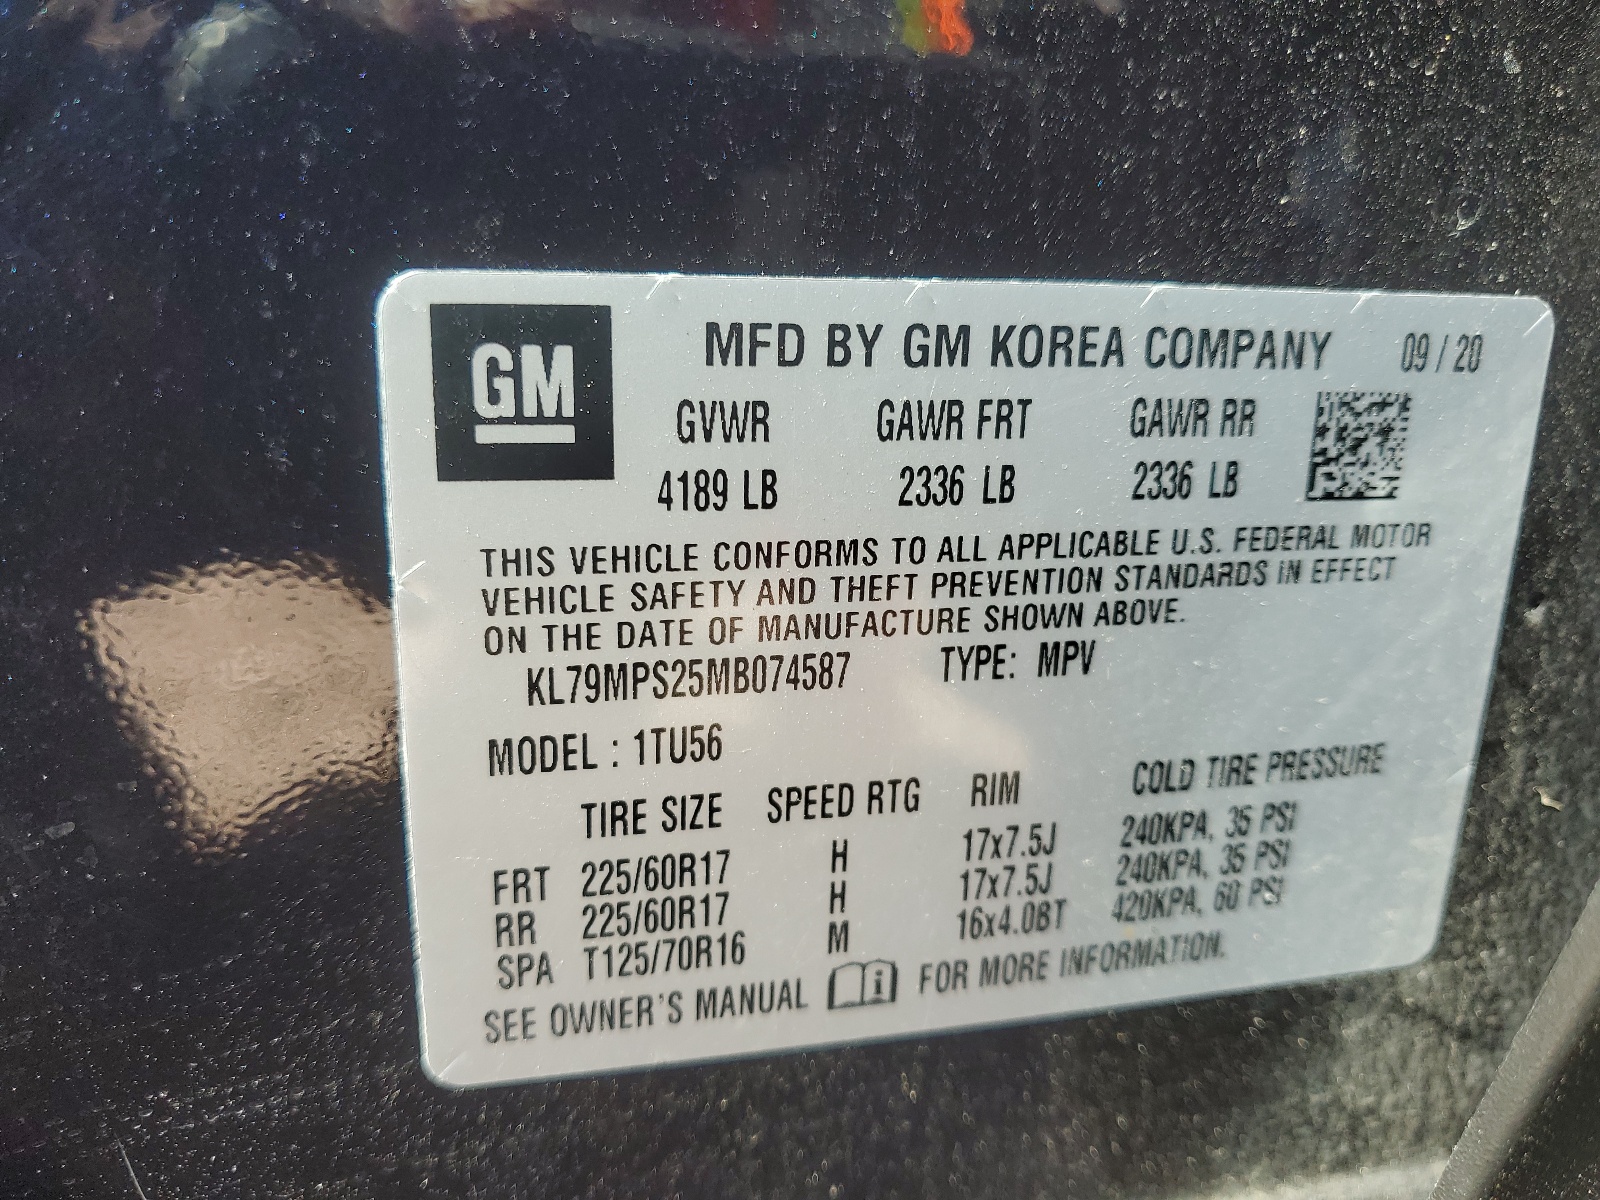 GM
MFD BY GM KOREA COMPANY 09 / 20
GVWR GAWR FRT GAWR RR
4189 LB 2336 LB 2336 LB
THIS VEHICLE CONFORMS TO ALL APPLICABLE U.S. FEDERAL MOTOR
VEHICLE SAFETY AND THEFT PREVENTION STANDARDS IN EFFECT
ON THE DATE OF MANUFACTURE SHOWN ABOVE.
KL79MPS25MB074587 TYPE: MPV
MODEL : 1TU56
TIRE SIZE SPEED RTG RIM COLD TIRE PRESSURE
FRT 225/60R17 H 17x7.5J 240KPA, 35 PSI
RR 225/60R17 H 17x7.5J 240KPA, 35 PSI
SPA T125/70R16 M 16x4.0BT 420KPA, 60 PSI
SEE OWNER'S MANUAL i FOR MORE INFORMATION.